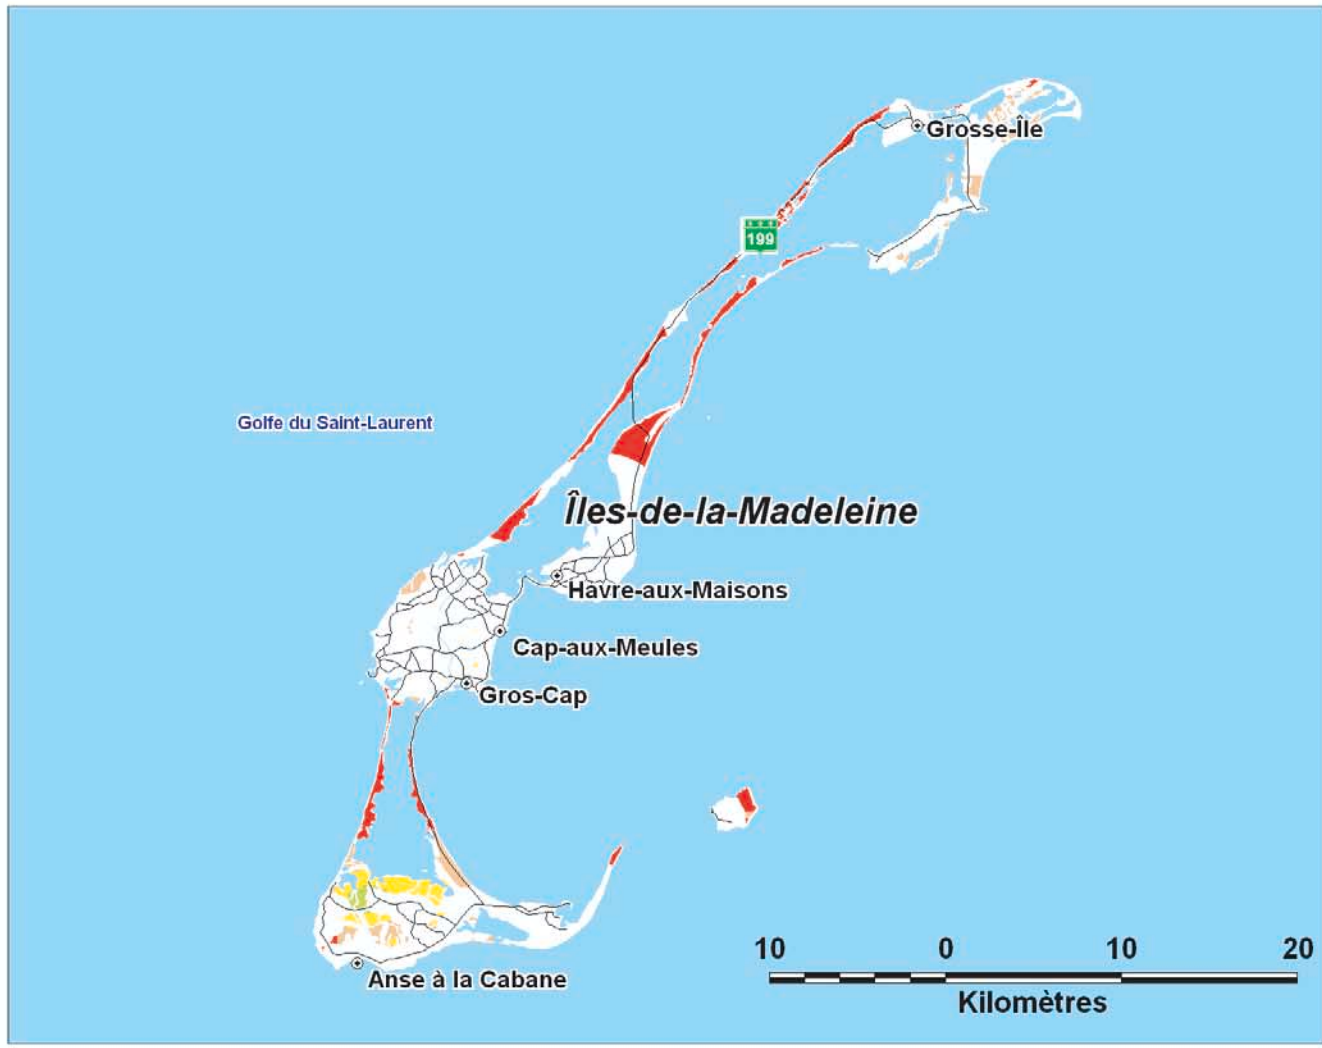 Grosse-Île
199
Golfe du Saint-Laurent
Îles-de-la-Madeleine
Havre-aux-Maisons
Cap-aux-Meules
Gros-Cap
10 0 10 20
Anse à la Cabane
Kilomètres